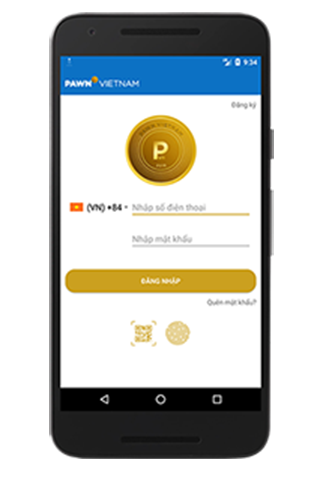 9:34
PAWN VIETNAM
Đăng ký
P
(VN) +84
Nhập số điện thoại
Nhập mật khẩu
ĐĂNG NHẬP
Quên mật khẩu?